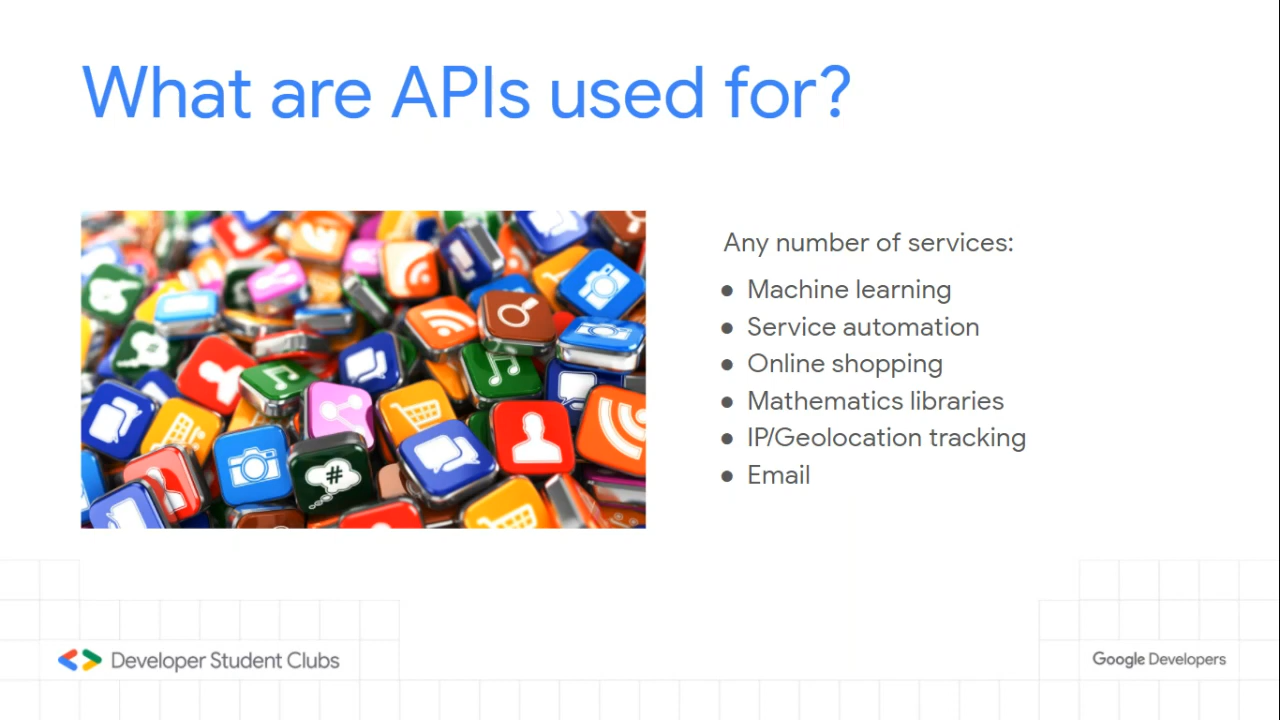 What are APIs used for?
Any number of services:
● Machine learning
● Service automation
● Online shopping
● Mathematics libraries
● IP/Geolocation tracking
● Email
#
Developer Student Clubs
Google Developers